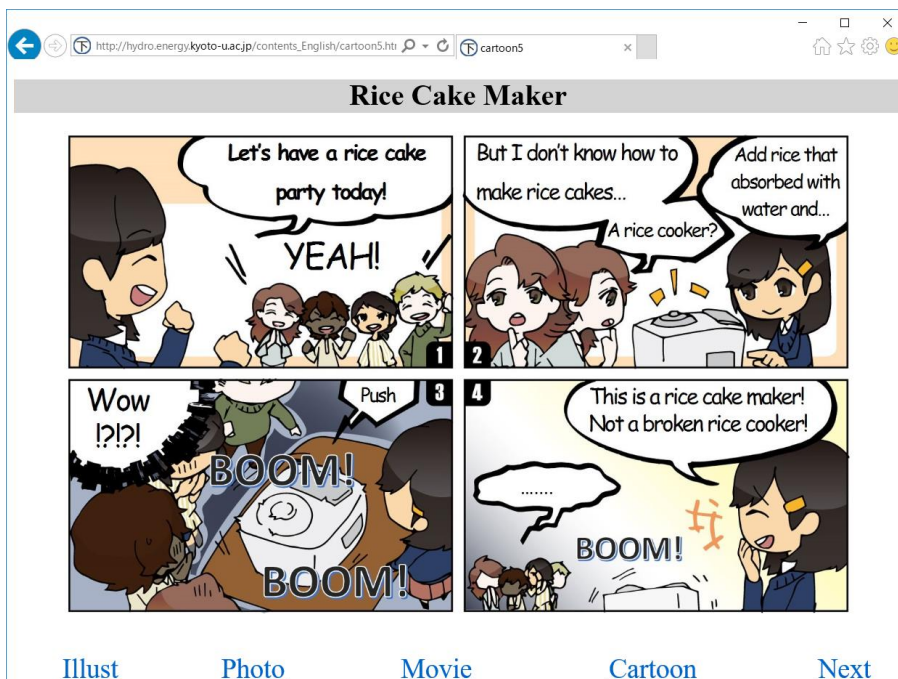 http://hydro.energy.kyoto-u.ac.jp/contents_English/cartoon5.htm
cartoon5
Rice Cake Maker
Let's have a rice cake
party today!
YEAH!
1
But I don't know how to
make rice cakes...
A rice cooker?
Add rice that
absorbed with
water and...
2
Wow
!?!?!
Push
3
BOOM!
BOOM!
4
This is a rice cake maker!
Not a broken rice cooker!
.......
BOOM!
Illust Photo Movie Cartoon Next